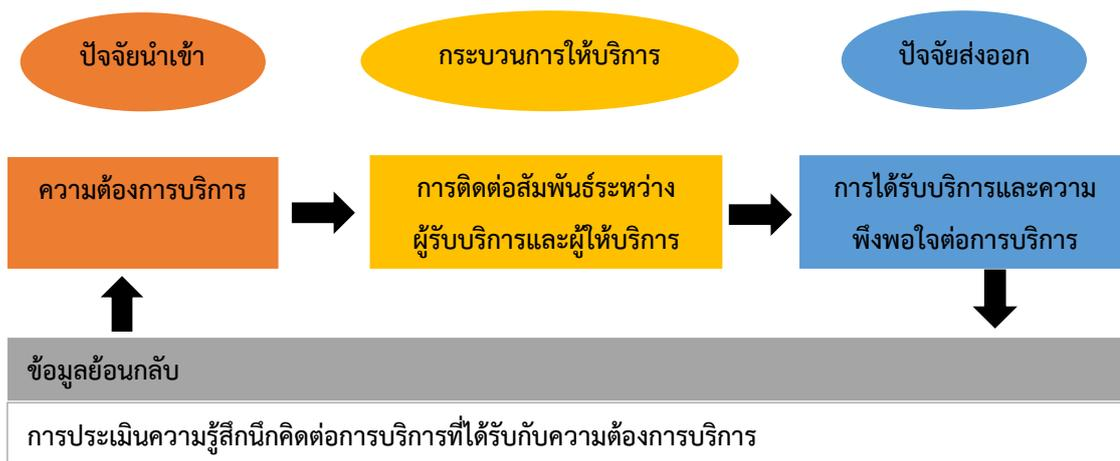 ปัจจัยนำเข้า
กระบวนการให้บริการ
ปัจจัยส่งออก
ความต้องการบริการ
การติดต่อสัมพันธ์ระหว่าง
ผู้รับบริการและผู้ให้บริการ
การได้รับบริการและความ
พึงพอใจต่อการบริการ
ข้อมูลย้อนกลับ
การประเมินความรู้สึกนึกคิดต่อการบริการที่ได้รับกับความต้องการบริการ